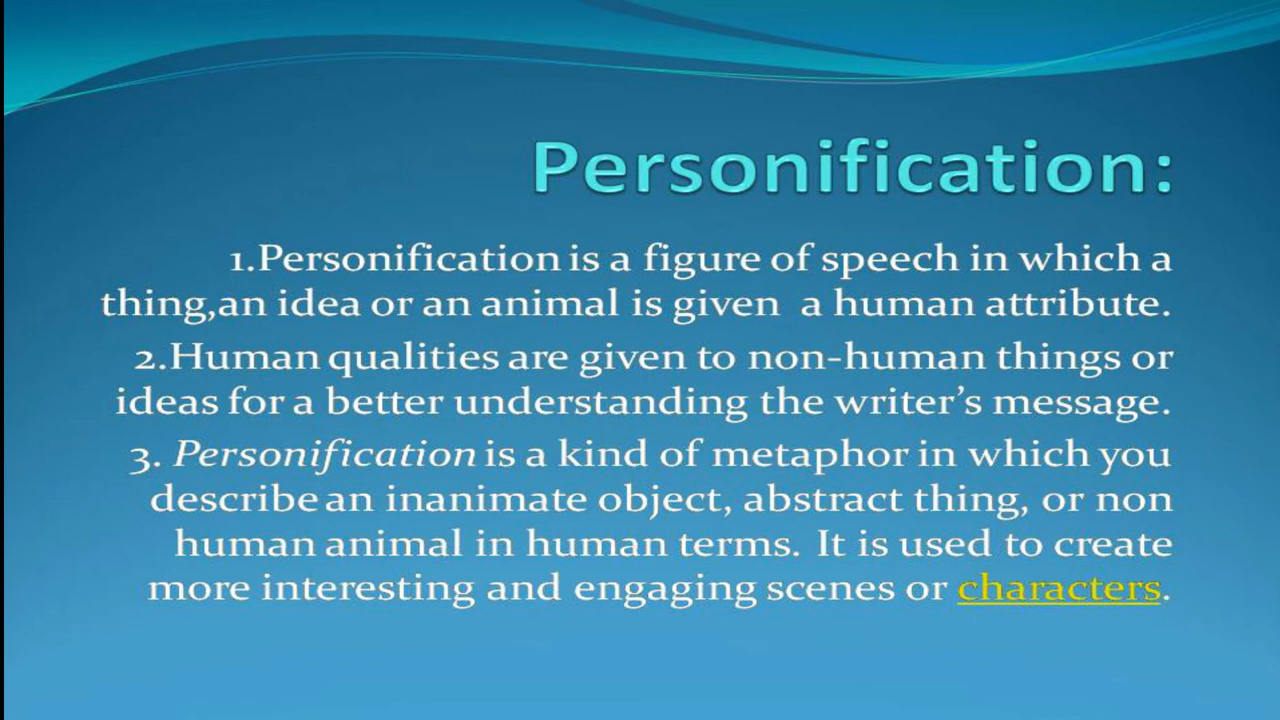 Personification:
1.Personification is a figure of speech in which a
thing,an idea or an animal is given a human attribute.
2.Human qualities are given to non-human things or
ideas for a better understanding the writer's message.
3. Personification is a kind of metaphor in which you
describe an inanimate object, abstract thing, or non
human animal in human terms. It is used to create
more interesting and engaging scenes or characters.